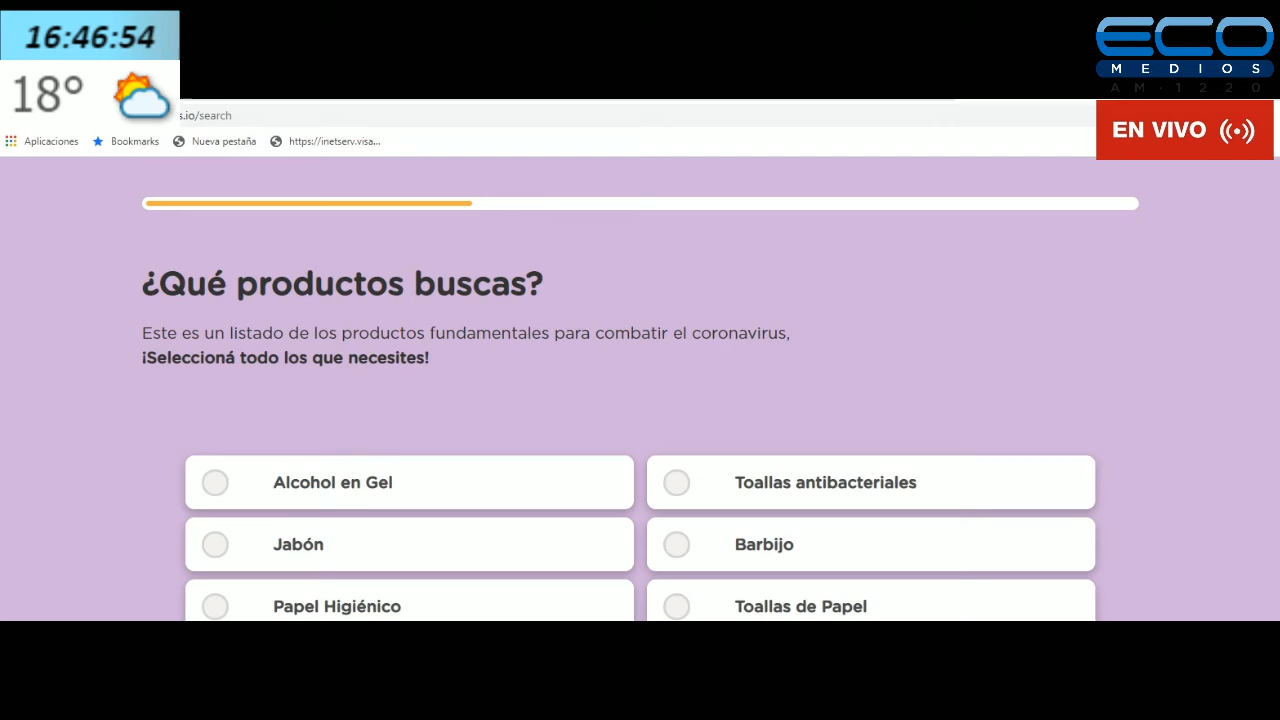 16:46:54
18°
ECO
MEDIOS
AM·1220
EN VIVO
s.io/search
Aplicaciones
Bookmarks
Nueva pestaña
https://inetserv.visa...
¿Qué productos buscas?
Este es un listado de los productos fundamentales para combatir el coronavirus,
¡Seleccioná todo los que necesites!
Alcohol en Gel
Toallas antibacteriales
Jabón
Barbijo
Papel Higiénico
Toallas de Papel